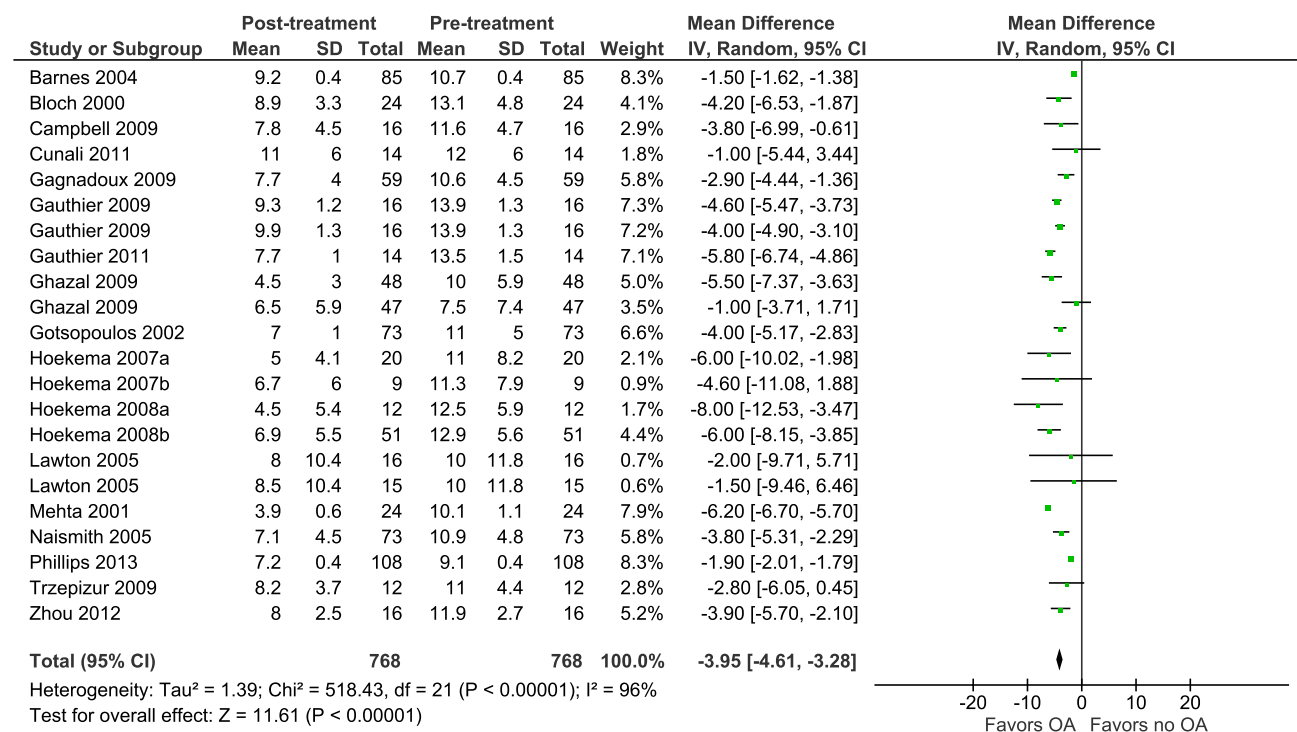 Post-treatment Pre-treatment Mean Difference Mean Difference
Study or Subgroup Mean SD Total Mean SD Total Weight IV, Random, 95% CI IV, Random, 95% CI
Barnes 2004 9.2 0.4 85 10.7 0.4 85 8.3% -1.50 [-1.62, -1.38]
Bloch 2000 8.9 3.3 24 13.1 4.8 24 4.1% -4.20 [-6.53, -1.87]
Campbell 2009 7.8 4.5 16 11.6 4.7 16 2.9% -3.80 [-6.99, -0.61]
Cunali 2011 11 6 14 12 6 14 1.8% -1.00 [-5.44, 3.44]
Gagnadoux 2009 7.7 4 59 10.6 4.5 59 5.8% -2.90 [-4.44, -1.36]
Gauthier 2009 9.3 1.2 16 13.9 1.3 16 7.3% -4.60 [-5.47, -3.73]
Gauthier 2009 9.9 1.3 16 13.9 1.3 16 7.2% -4.00 [-4.90, -3.10]
Gauthier 2011 7.7 1 14 13.5 1.5 14 7.1% -5.80 [-6.74, -4.86]
Ghazal 2009 4.5 3 48 10 5.9 48 5.0% -5.50 [-7.37, -3.63]
Ghazal 2009 6.5 5.9 47 7.5 7.4 47 3.5% -1.00 [-3.71, 1.71]
Gotsopoulos 2002 7 1 73 11 5 73 6.6% -4.00 [-5.17, -2.83]
Hoekema 2007a 5 4.1 20 11 8.2 20 2.1% -6.00 [-10.02, -1.98]
Hoekema 2007b 6.7 6 9 11.3 7.9 9 0.9% -4.60 [-11.08, 1.88]
Hoekema 2008a 4.5 5.4 12 12.5 5.9 12 1.7% -8.00 [-12.53, -3.47]
Hoekema 2008b 6.9 5.5 51 12.9 5.6 51 4.4% -6.00 [-8.15, -3.85]
Lawton 2005 8 10.4 16 10 11.8 16 0.7% -2.00 [-9.71, 5.71]
Lawton 2005 8.5 10.4 15 10 11.8 15 0.6% -1.50 [-9.46, 6.46]
Mehta 2001 3.9 0.6 24 10.1 1.1 24 7.9% -6.20 [-6.70, -5.70]
Naismith 2005 7.1 4.5 73 10.9 4.8 73 5.8% -3.80 [-5.31, -2.29]
Phillips 2013 7.2 0.4 108 9.1 0.4 108 8.3% -1.90 [-2.01, -1.79]
Trzepizur 2009 8.2 3.7 12 11 4.4 12 2.8% -2.80 [-6.05, 0.45]
Zhou 2012 8 2.5 16 11.9 2.7 16 5.2% -3.90 [-5.70, -2.10]
Total (95% CI) 768 768 100.0% -3.95 [-4.61, -3.28]
Heterogeneity: Tau² = 1.39; Chi² = 518.43, df = 21 (P < 0.00001); I² = 96%
Test for overall effect: Z = 11.61 (P < 0.00001)
-20 -10 0 10 20
Favors OA Favors no OA